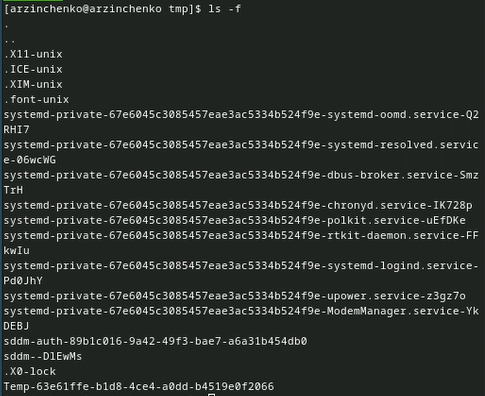 [arzinchenko@arzinchenko tmp]$ ls -f
.
..
.X11-unix
.ICE-unix
.XIM-unix
.font-unix
systemd-private-67e6045c3085457eae3ac5334b524f9e-systemd-oomd.service-Q2
RHI7
systemd-private-67e6045c3085457eae3ac5334b524f9e-systemd-resolved.servic
e-06wcWG
systemd-private-67e6045c3085457eae3ac5334b524f9e-dbus-broker.service-Smz
TrH
systemd-private-67e6045c3085457eae3ac5334b524f9e-chronyd.service-IK728p
systemd-private-67e6045c3085457eae3ac5334b524f9e-polkit.service-uEfDKe
systemd-private-67e6045c3085457eae3ac5334b524f9e-rtkit-daemon.service-FF
kwIu
systemd-private-67e6045c3085457eae3ac5334b524f9e-systemd-logind.service-
Pd0JhY
systemd-private-67e6045c3085457eae3ac5334b524f9e-upower.service-z3gz7o
systemd-private-67e6045c3085457eae3ac5334b524f9e-ModemManager.service-Yk
DEBJ
sddm-auth-89b1c016-9a42-49f3-bae7-a6a31b454db0
sddm--DlEwMs
.X0-lock
Temp-63e61ffe-b1d8-4ce4-a0dd-b4519e0f2066